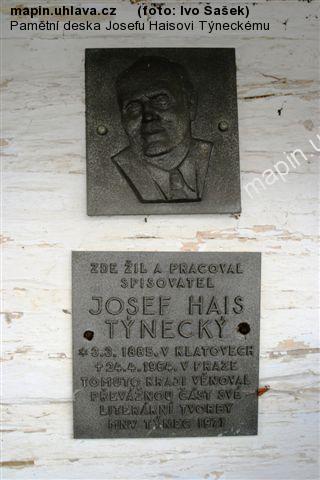 mapin.uhlava.cz (foto: Ivo Šašek)
Pamětní deska Josefu Haisovi Týneckému
mapin.u
ZDE ŽIL A PRACOVAL
SPISOVATEL
JOSEF HAIS
TÝNECKÝ
* 3.3. 1885. V KLATOVECH
† 24.4. 1964. V PRAZE
TOMUTO KRAJI VĚNOVAL
PŘEVÁŽNOU ČÁST SVÉ
LITERÁRNÍ TVORBY
MNV TÝNEC 1971